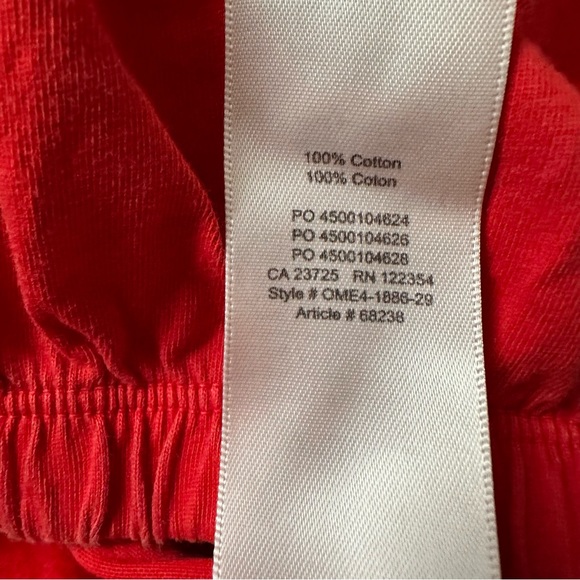 100% Cotton
100% Coton
PO 4500104624
PO 4500104626
PO 4500104628
CA 23725 RN 122354
Style # OME4-1886-29
Article # 68238